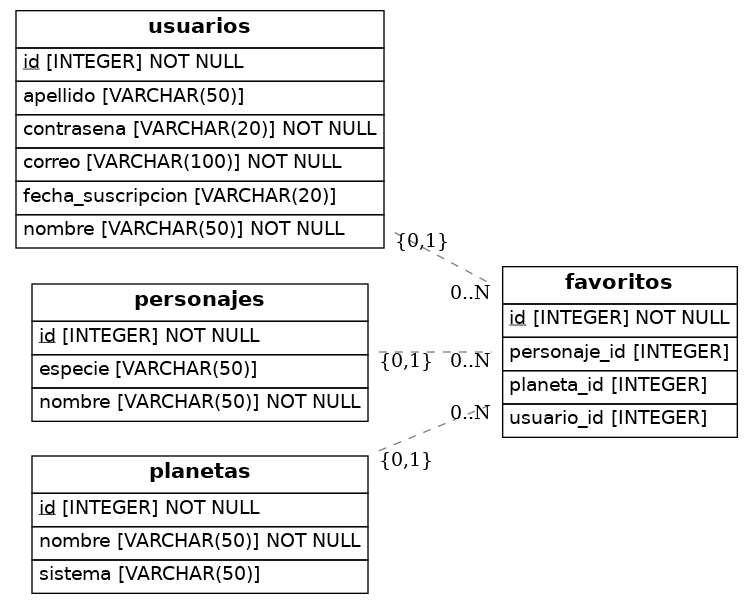 usuarios
id [INTEGER] NOT NULL
apellido [VARCHAR(50)]
contrasena [VARCHAR(20)] NOT NULL
correo [VARCHAR(100)] NOT NULL
fecha_suscripcion [VARCHAR(20)]
nombre [VARCHAR(50)] NOT NULL
{0,1}
0..N
personajes
id [INTEGER] NOT NULL
especie [VARCHAR(50)]
nombre [VARCHAR(50)] NOT NULL
{0,1}
0..N
favoritos
id [INTEGER] NOT NULL
personaje_id [INTEGER]
planeta_id [INTEGER]
usuario_id [INTEGER]
0..N
{0,1}
planetas
id [INTEGER] NOT NULL
nombre [VARCHAR(50)] NOT NULL
sistema [VARCHAR(50)]